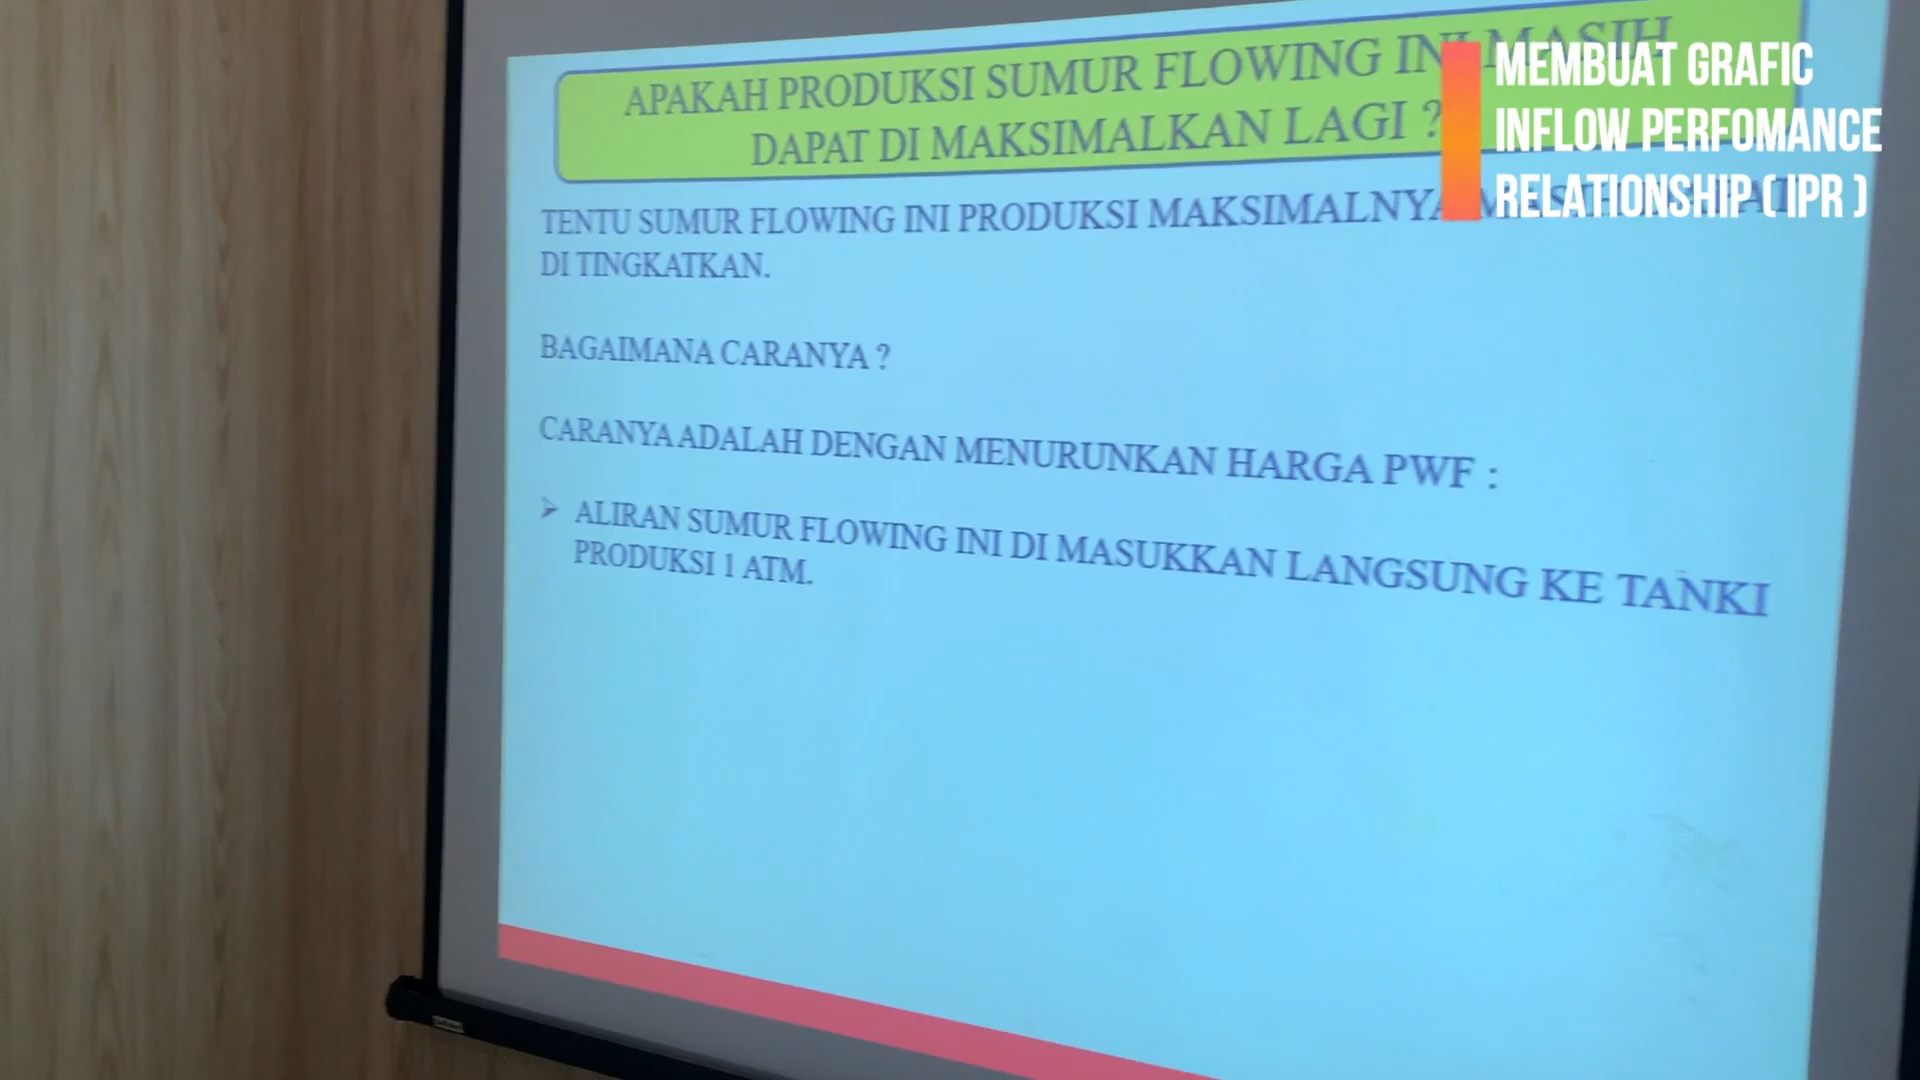 APAKAH PRODUKSI SUMUR FLOWING INI MASIH
DAPAT DI MAKSIMALKAN LAGI ?
TENTU SUMUR FLOWING INI PRODUKSI MAKSIMALNYA
DI TINGKATKAN.
BAGAIMANA CARANYA ?
CARANYA ADALAH DENGAN MENURUNKAN HARGA PWF :
➢ ALIRAN SUMUR FLOWING INI DI MASUKKAN LANGSUNG KE TANKI
PRODUKSI 1 ATM.
MEMBUAT GRAFIC
INFLOW PERFOMANCE
RELATIONSHIP ( IPR )